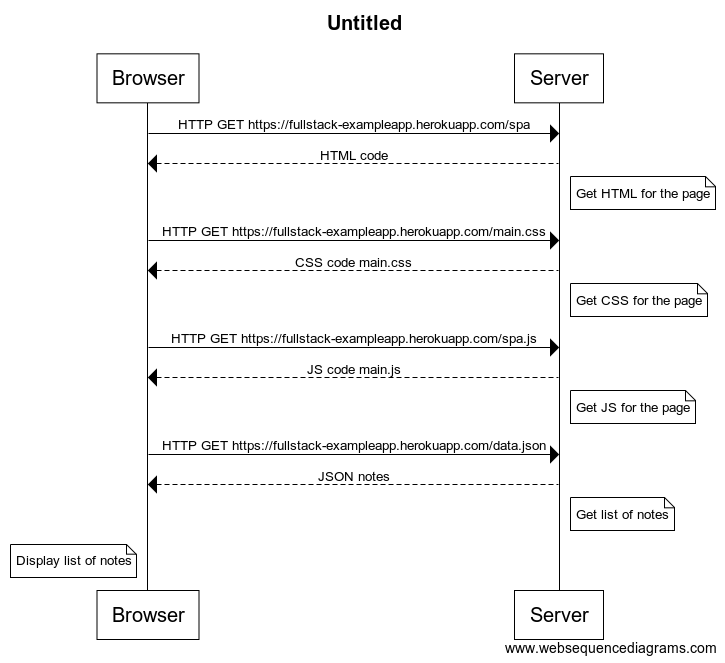 Untitled
Browser
Server
HTTP GET https://fullstack-exampleapp.herokuapp.com/spa
HTML code
Get HTML for the page
HTTP GET https://fullstack-exampleapp.herokuapp.com/main.css
CSS code main.css
Get CSS for the page
HTTP GET https://fullstack-exampleapp.herokuapp.com/spa.js
JS code main.js
Get JS for the page
HTTP GET https://fullstack-exampleapp.herokuapp.com/data.json
JSON notes
Get list of notes
Display list of notes
Browser
Server
www.websequencediagrams.com